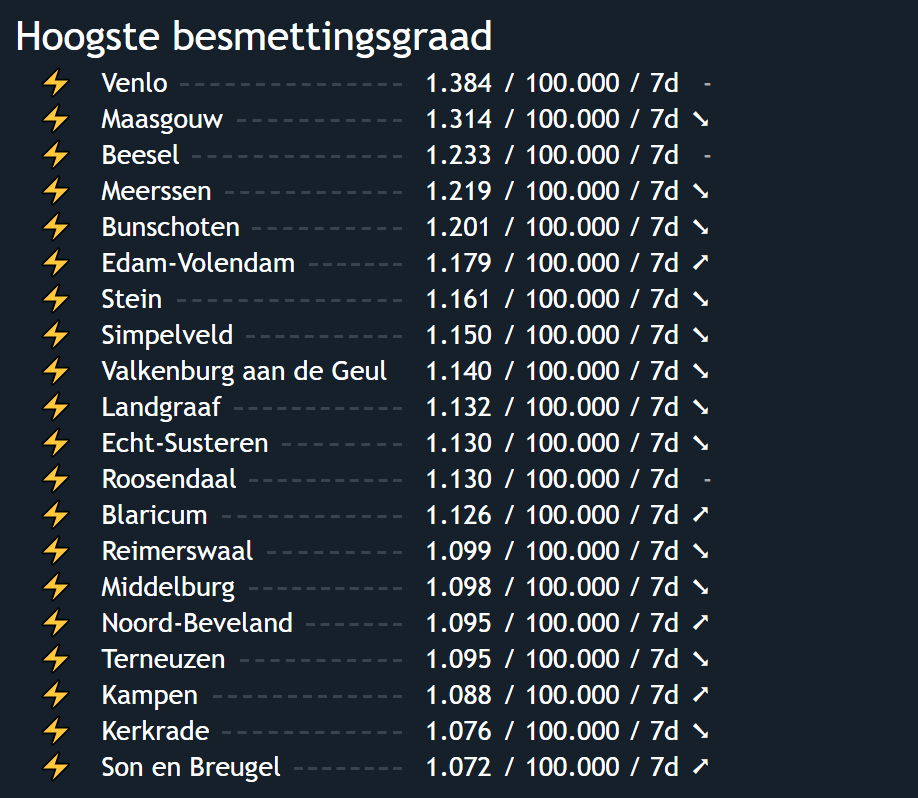 Hoogste besmettingsgraad
⚡ Venlo 1.384 / 100.000 / 7d -
⚡ Maasgouw 1.314 / 100.000 / 7d ➘
⚡ Beesel 1.233 / 100.000 / 7d -
⚡ Meerssen 1.219 / 100.000 / 7d ➘
⚡ Bunschoten 1.201 / 100.000 / 7d ➘
⚡ Edam-Volendam 1.179 / 100.000 / 7d ➚
⚡ Stein 1.161 / 100.000 / 7d ➘
⚡ Simpelveld 1.150 / 100.000 / 7d ➘
⚡ Valkenburg aan de Geul 1.140 / 100.000 / 7d ➘
⚡ Landgraaf 1.132 / 100.000 / 7d ➘
⚡ Echt-Susteren 1.130 / 100.000 / 7d ➘
⚡ Roosendaal 1.130 / 100.000 / 7d -
⚡ Blaricum 1.126 / 100.000 / 7d ➚
⚡ Reimerswaal 1.099 / 100.000 / 7d ➘
⚡ Middelburg 1.098 / 100.000 / 7d ➘
⚡ Noord-Beveland 1.095 / 100.000 / 7d ➚
⚡ Terneuzen 1.095 / 100.000 / 7d ➘
⚡ Kampen 1.088 / 100.000 / 7d ➚
⚡ Kerkrade 1.076 / 100.000 / 7d ➘
⚡ Son en Breugel 1.072 / 100.000 / 7d ➚